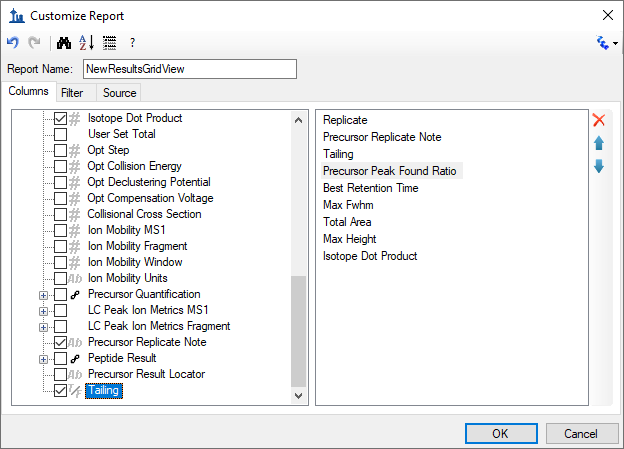 Customize Report
A
Z
?
Report Name: NewResultsGridView
Columns Filter Source
# Isotope Dot Product
User Set Total
# Opt Step
# Opt Collision Energy
# Opt Declustering Potential
# Opt Compensation Voltage
# Collisional Cross Section
# Ion Mobility MS1
# Ion Mobility Fragment
# Ion Mobility Window
Ab Ion Mobility Units
Precursor Quantification
LC Peak Ion Metrics MS1
LC Peak Ion Metrics Fragment
Ab Precursor Replicate Note
Peptide Result
Ab Precursor Result Locator
T/F Tailing
Replicate
Precursor Replicate Note
Tailing
Precursor Peak Found Ratio
Best Retention Time
Max Fwhm
Total Area
Max Height
Isotope Dot Product
OK Cancel